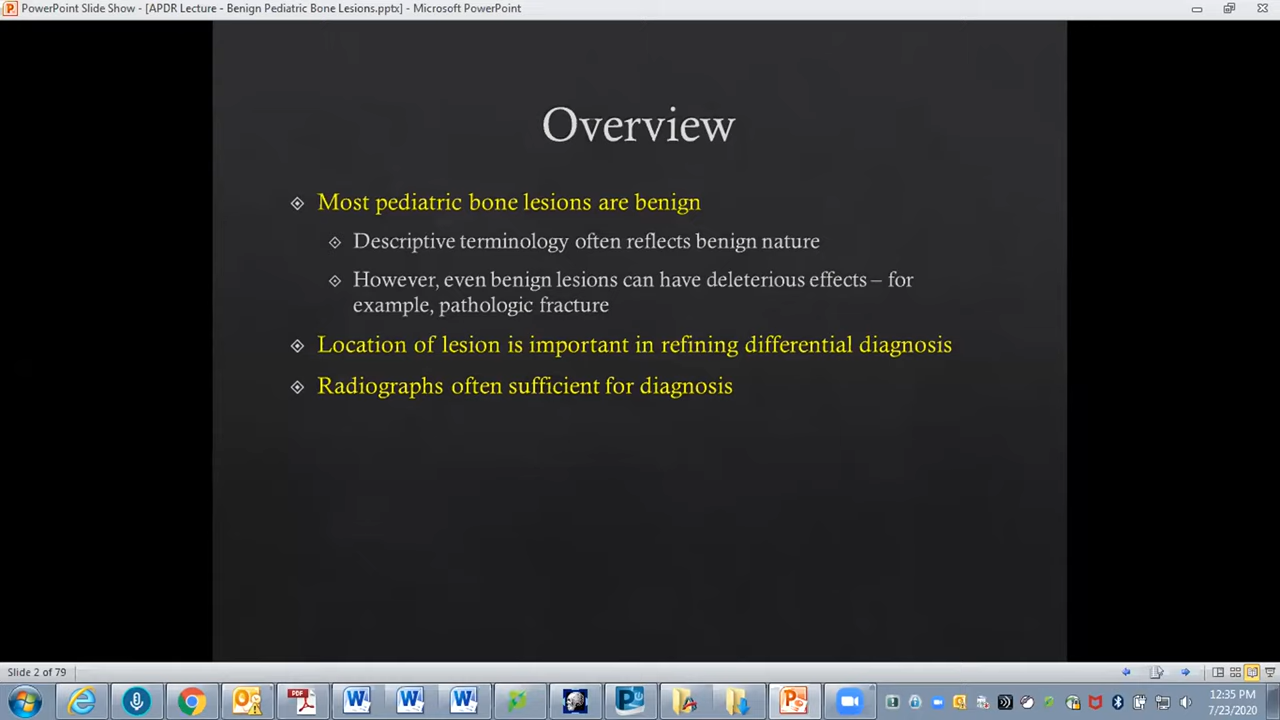 PowerPoint Slide Show - [APDR Lecture - Benign Pediatric Bone Lesions.pptx] - Microsoft PowerPoint
Overview
Most pediatric bone lesions are benign
Descriptive terminology often reflects benign nature
However, even benign lesions can have deleterious effects – for
example, pathologic fracture
Location of lesion is important in refining differential diagnosis
Radiographs often sufficient for diagnosis
Slide 2 of 79
12:35 PM
7/23/2020